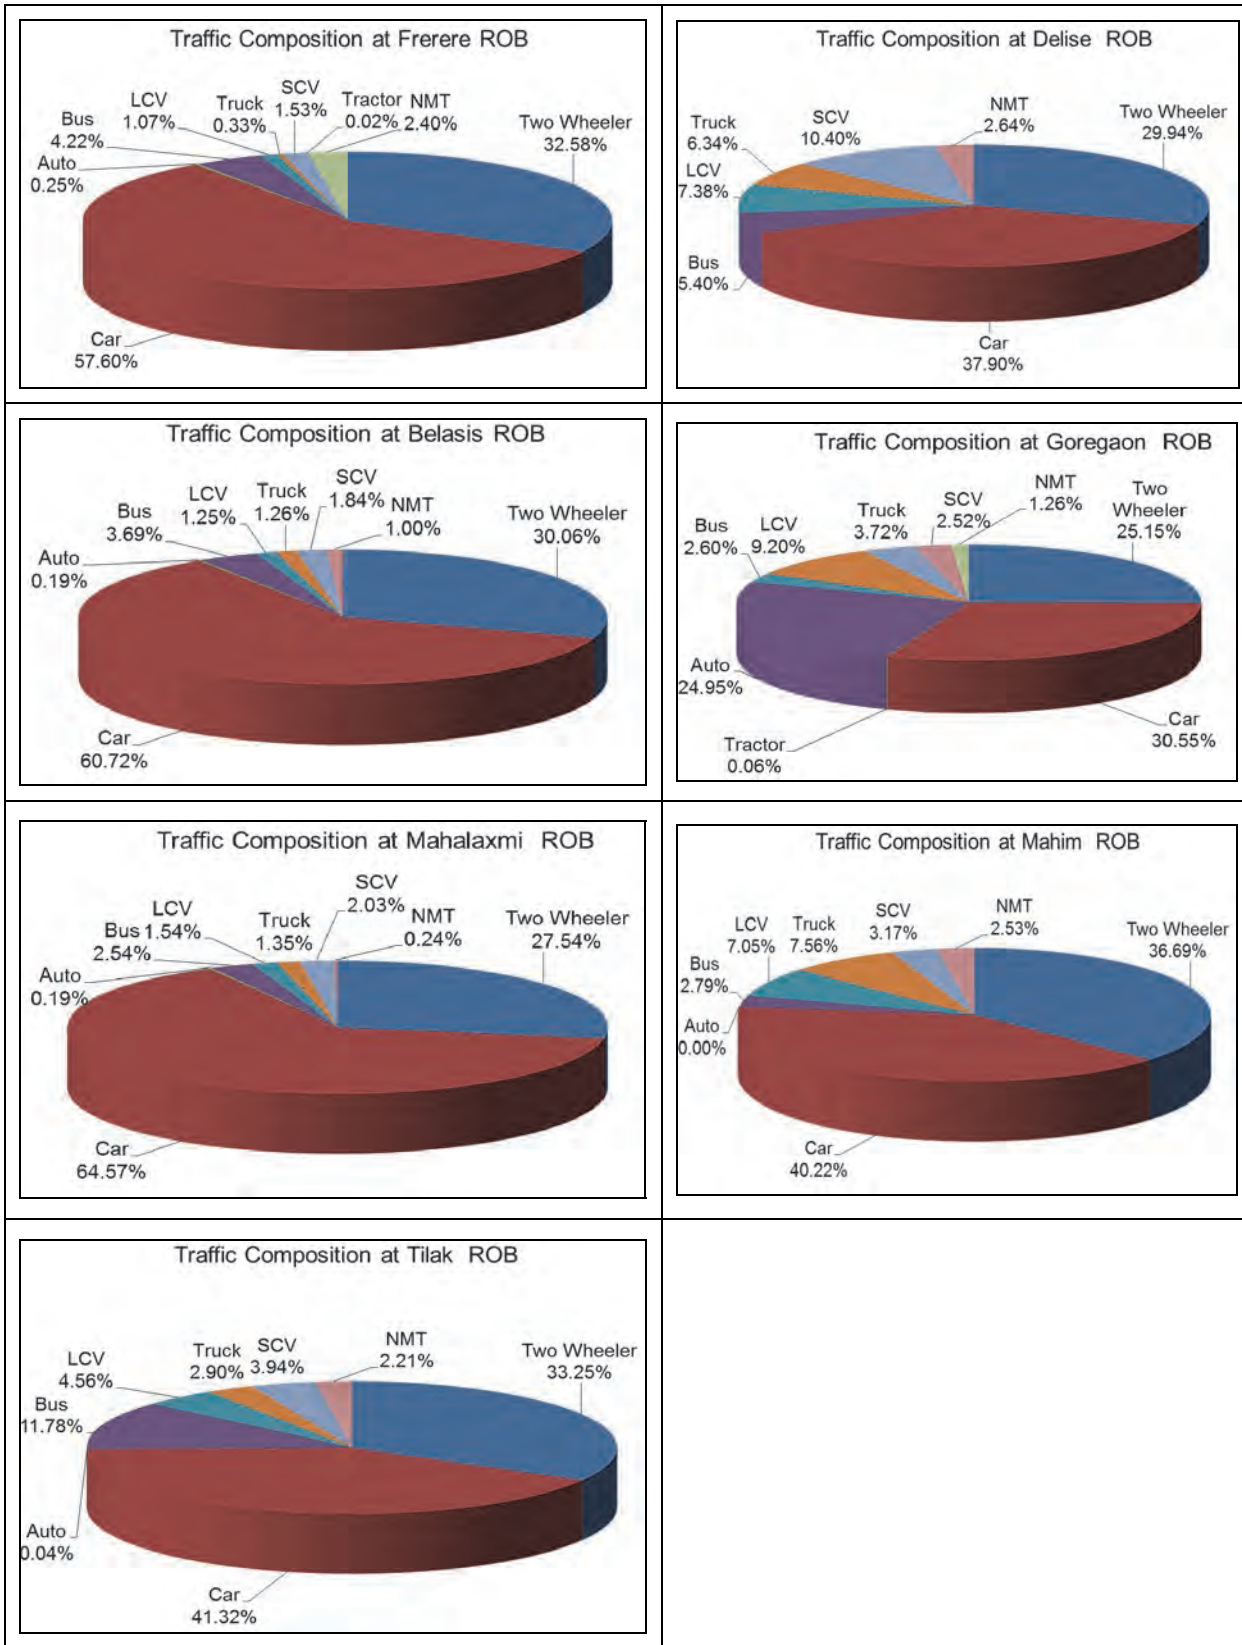 Traffic Composition at Frerere ROB
Two Wheeler
32.58%
Car
57.60%
Auto
0.25%
Bus
4.22%
LCV
1.07%
Truck
0.33%
SCV
1.53%
Tractor
0.02%
NMT
2.40%
Traffic Composition at Delise ROB
Two Wheeler
29.94%
Car
37.90%
Bus
5.40%
LCV
7.38%
Truck
6.34%
SCV
10.40%
NMT
2.64%
Traffic Composition at Belasis ROB
Two Wheeler
30.06%
Car
60.72%
Auto
0.19%
Bus
3.69%
LCV
1.25%
Truck
1.26%
SCV
1.84%
NMT
1.00%
Traffic Composition at Goregaon ROB
Two
Wheeler
25.15%
Car
30.55%
Tractor
0.06%
Auto
24.95%
Bus
2.60%
LCV
9.20%
Truck
3.72%
SCV
2.52%
NMT
1.26%
Traffic Composition at Mahalaxmi ROB
Two Wheeler
27.54%
Car
64.57%
Auto
0.19%
Bus
2.54%
LCV
1.54%
Truck
1.35%
SCV
2.03%
NMT
0.24%
Traffic Composition at Mahim ROB
Two Wheeler
36.69%
Car
40.22%
Auto
0.00%
Bus
2.79%
LCV
7.05%
Truck
7.56%
SCV
3.17%
NMT
2.53%
Traffic Composition at Tilak ROB
Two Wheeler
33.25%
Car
41.32%
Auto
0.04%
Bus
11.78%
LCV
4.56%
Truck
2.90%
SCV
3.94%
NMT
2.21%